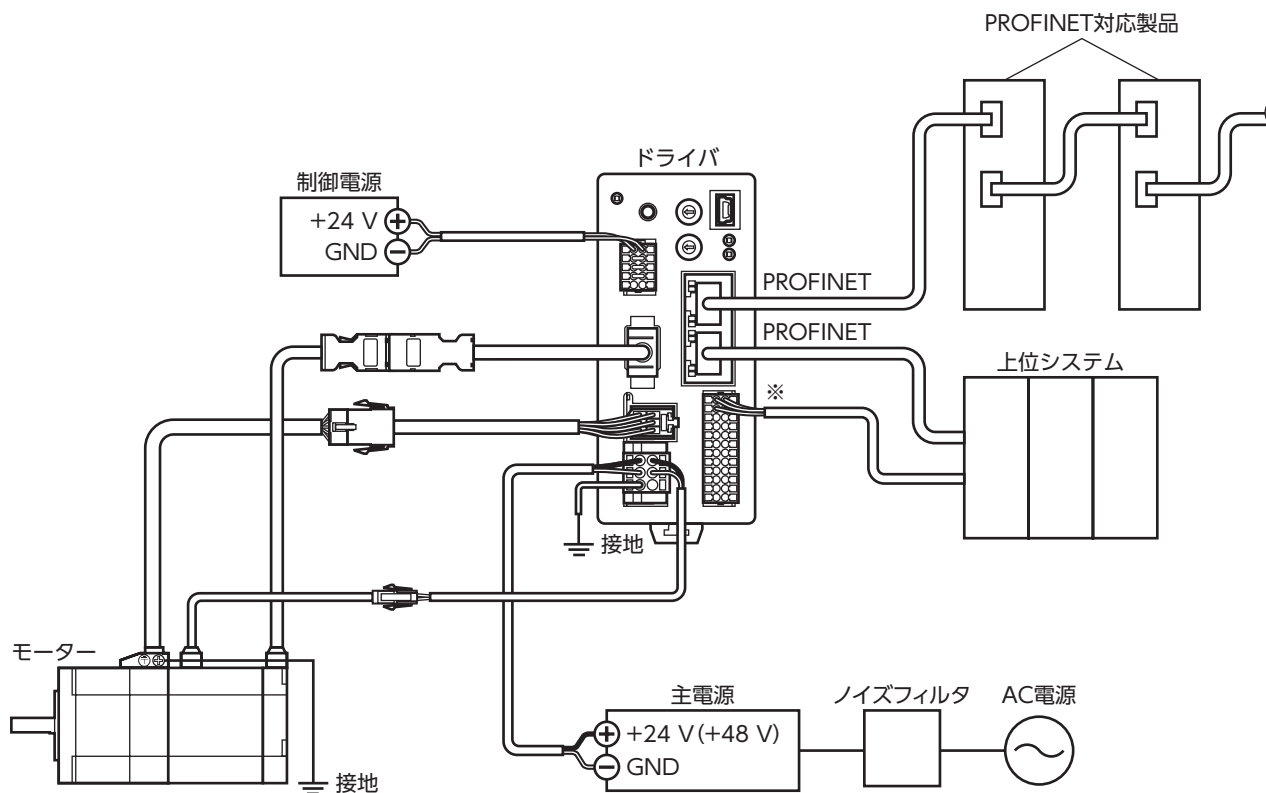 PROFINET対応製品
ドライバ
制御電源
+24 V
GND
PROFINET
PROFINET
上位システム
※
接地
モーター
主電源
ノイズフィルタ
AC電源
+24 V(+48 V)
GND
接地